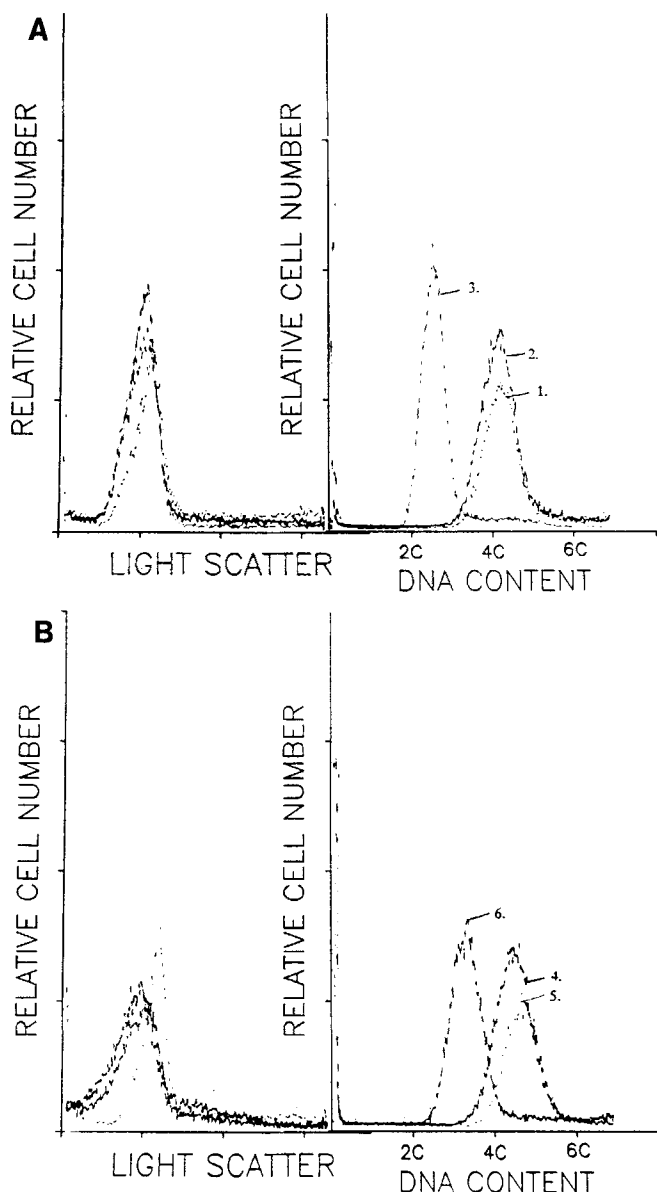 A
RELATIVE CELL NUMBER
RELATIVE CELL NUMBER
3.
2.
1.
2C 4C 6C
LIGHT SCATTER
DNA CONTENT
B
RELATIVE CELL NUMBER
RELATIVE CELL NUMBER
6.
4.
5.
2C 4C 6C
LIGHT SCATTER
DNA CONTENT